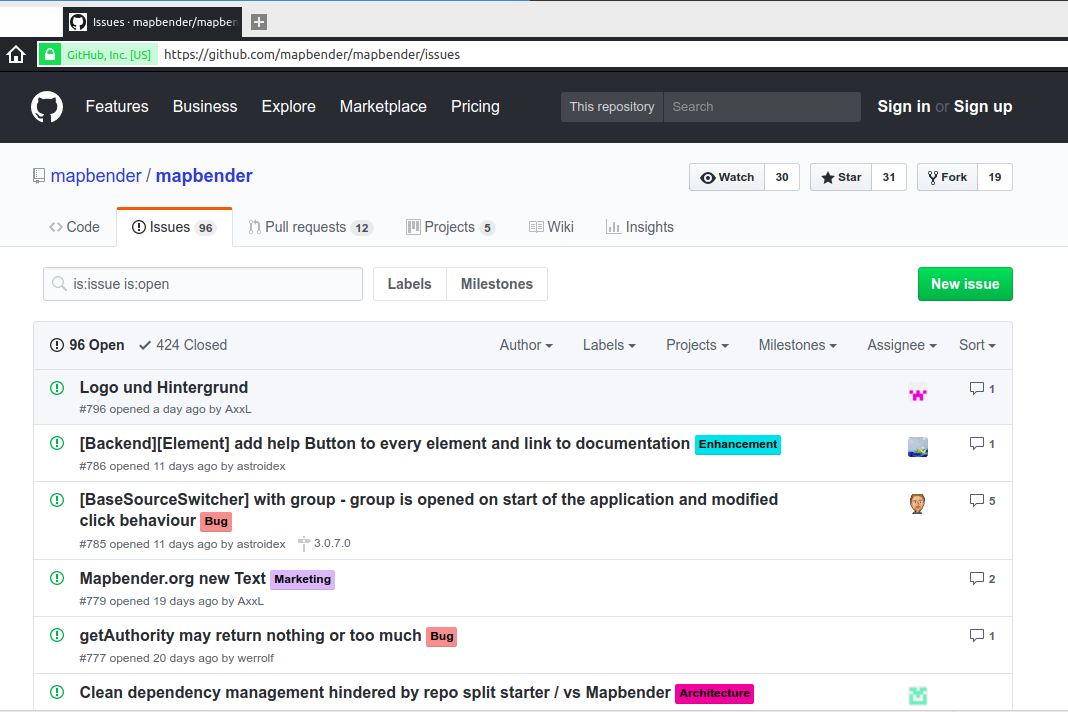 Issues · mapbender/mapben
GitHub, Inc. [US] https://github.com/mapbender/mapbender/issues
Features Business Explore Marketplace Pricing This repository Search Sign in or Sign up
mapbender / mapbender Watch 30 Star 31 Fork 19
Code Issues 96 Pull requests 12 Projects 5 Wiki Insights
is:issue is:open Labels Milestones New issue
96 Open 424 Closed Author Labels Projects Milestones Assignee Sort
Logo und Hintergrund 1
#796 opened a day ago by AxxL
[Backend][Element] add help Button to every element and link to documentation Enhancement 1
#786 opened 11 days ago by astroidex
[BaseSourceSwitcher] with group - group is opened on start of the application and modified 5
click behaviour Bug
#785 opened 11 days ago by astroidex 3.0.7.0
Mapbender.org new Text Marketing 2
#779 opened 19 days ago by AxxL
getAuthority may return nothing or too much Bug 1
#777 opened 20 days ago by werrolf
Clean dependency management hindered by repo split starter / vs Mapbender Architecture